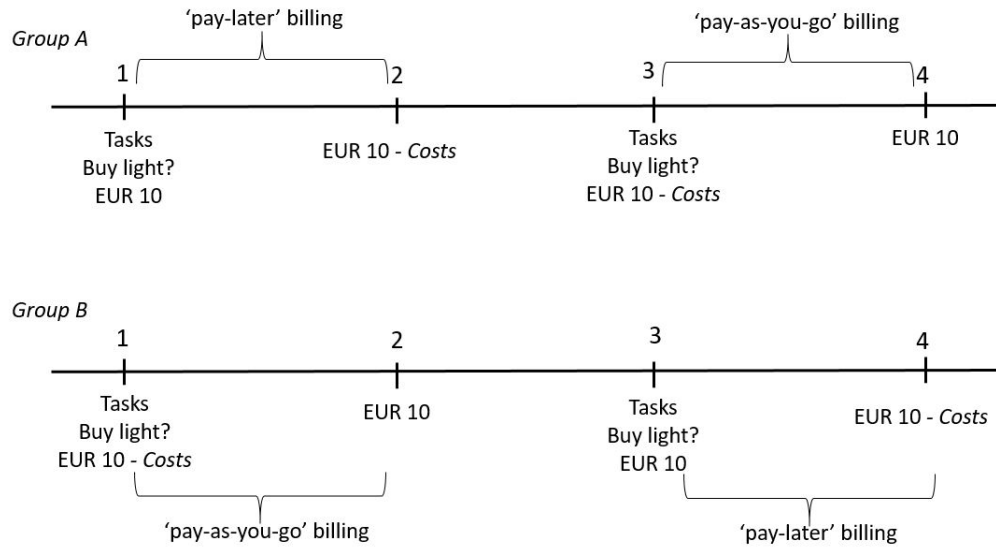 Group A
‘pay-later’ billing
‘pay-as-you-go’ billing
1
2
3
4
Tasks
Buy light?
EUR 10
EUR 10 - Costs
Tasks
Buy light?
EUR 10 - Costs
EUR 10
Group B
1
2
3
4
Tasks
Buy light?
EUR 10 - Costs
EUR 10
Tasks
Buy light?
EUR 10
EUR 10 - Costs
‘pay-as-you-go’ billing
‘pay-later’ billing